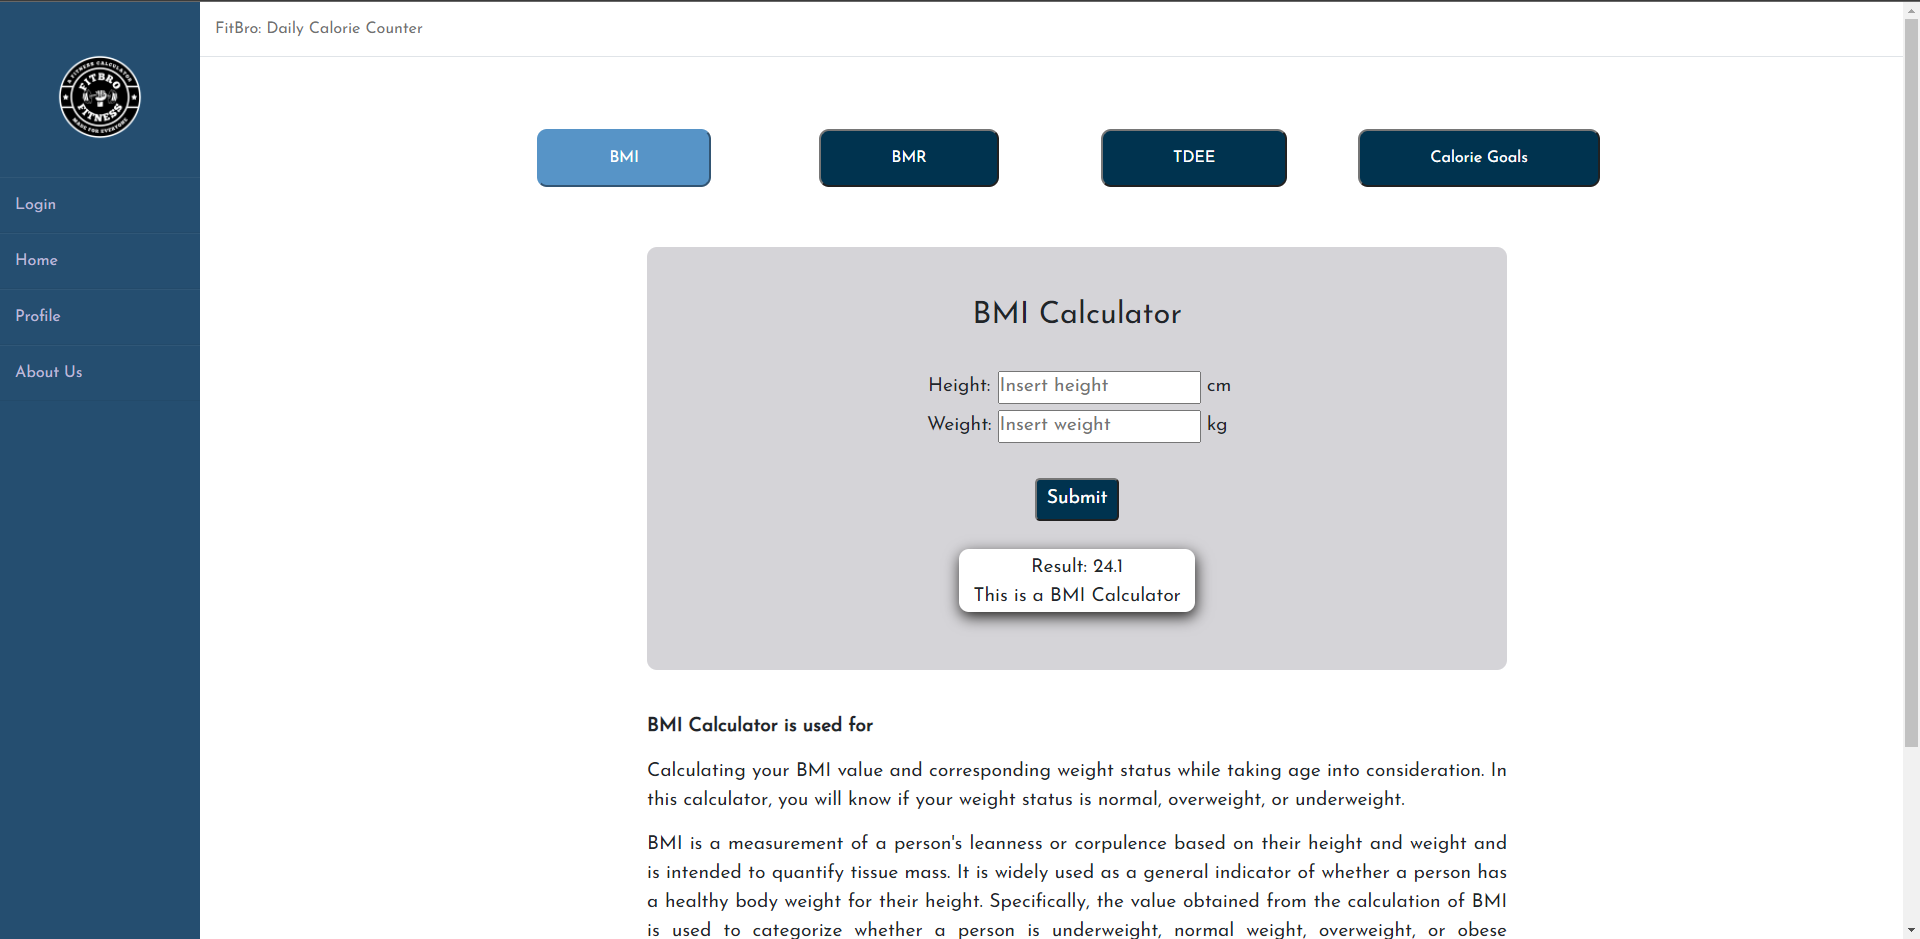 FitBro: Daily Calorie Counter
A FITNESS CALCULATOR
FITBRO
FITNESS
MADE FOR EVERYONE
Login
Home
Profile
About Us
BMI
BMR
TDEE
Calorie Goals
BMI Calculator
Height: Insert height cm
Weight: Insert weight kg
Submit
Result: 24.1
This is a BMI Calculator
BMI Calculator is used for
Calculating your BMI value and corresponding weight status while taking age into consideration. In
this calculator, you will know if your weight status is normal, overweight, or underweight.
BMI is a measurement of a person's leanness or corpulence based on their height and weight and
is intended to quantify tissue mass. It is widely used as a general indicator of whether a person has
a healthy body weight for their height. Specifically, the value obtained from the calculation of BMI
is used to categorize whether a person is underweight, normal weight, overweight, or obese